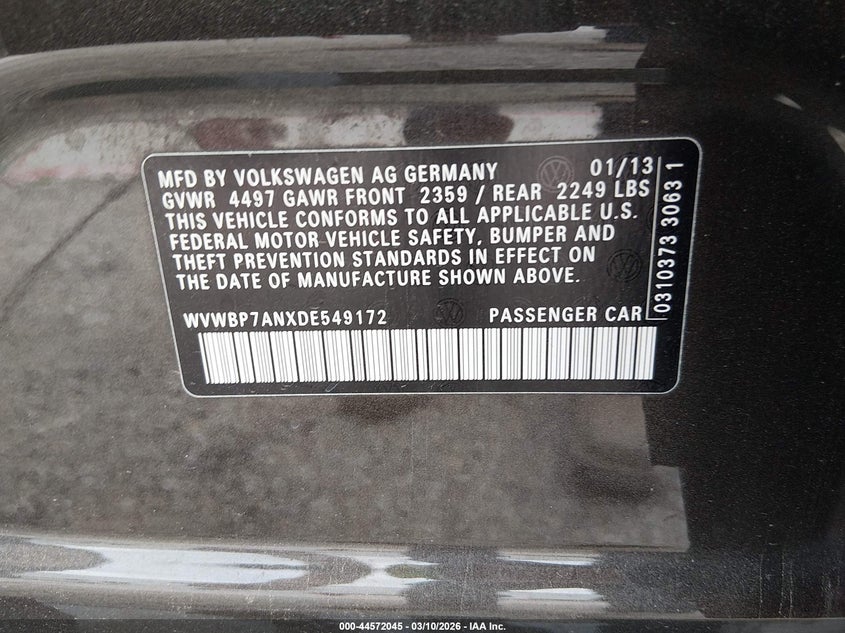 MFD BY VOLKSWAGEN AG GERMANY 01/13
GVWR 4497 GAWR FRONT 2359 / REAR 2249 LBS
THIS VEHICLE CONFORMS TO ALL APPLICABLE U.S.
FEDERAL MOTOR VEHICLE SAFETY, BUMPER AND
THEFT PREVENTION STANDARDS IN EFFECT ON
THE DATE OF MANUFACTURE SHOWN ABOVE.
WVWBP7ANXDE549172 PASSENGER CAR
0310373 3063 1
000-44572045 - 03/10/2026 - IAA Inc.